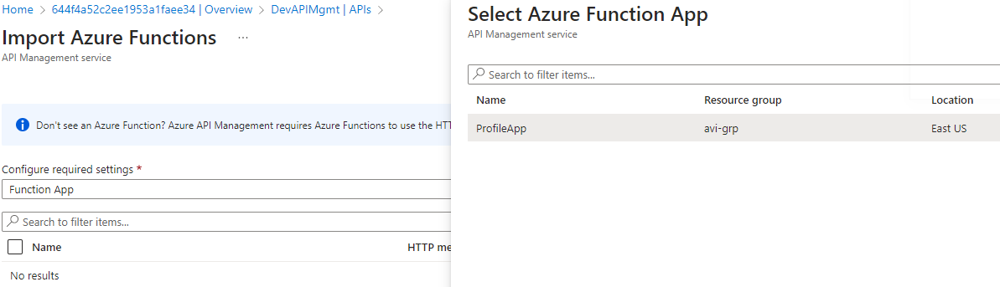 Home > 644f4a52c2ee1953a1faee34 | Overview > DevAPIMgmt | APIs >
Import Azure Functions ...
API Management service
Don't see an Azure Function? Azure API Management requires Azure Functions to use the HTT
Configure required settings *
Function App
Search to filter items...
Name HTTP me
No results
Select Azure Function App
API Management service
Search to filter items...
Name Resource group Location
ProfileApp avi-grp East US